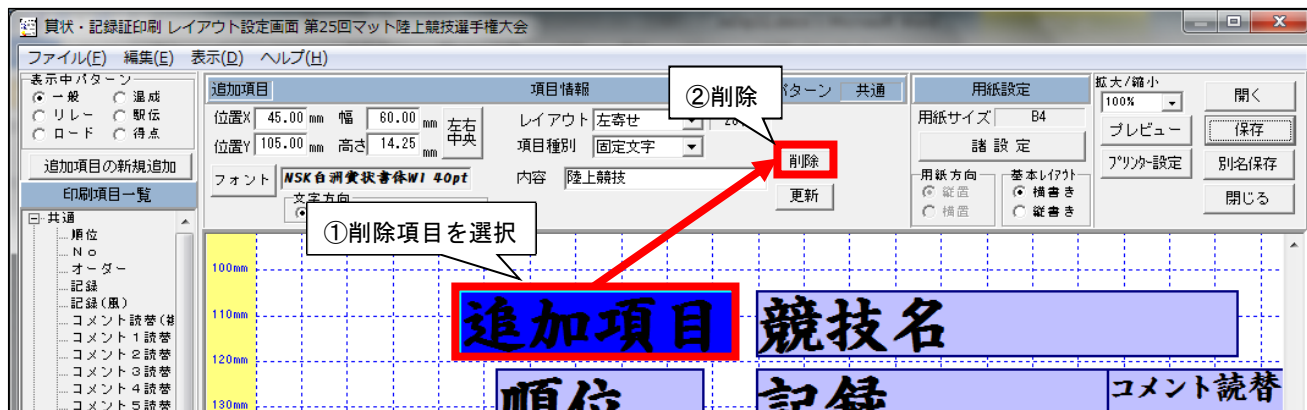 賞状・記録証印刷 レイアウト設定画面 第25回マット陸上競技選手権大会
ファイル(F) 編集(E) 表示(D) ヘルプ(H)
表示中パターン
一般 混成
リレー 駅伝
ロード 得点
追加項目の新規追加
印刷項目一覧
共通
順位
No
オーダー
記録
記録(風)
コメント読替(複
コメント1読替
コメント2読替
コメント3読替
コメント4読替
コメント5読替
追加項目
位置X 45.00 mm 幅 60.00 mm
位置Y 105.00 mm 高さ 14.25 mm
左右中央
フォント NSK白洲賞状書体W1 40pt
文字方向
項目情報
パターン 共通
レイアウト 左寄せ
項目種別 固定文字
内容 陸上競技
削除
更新
②削除
①削除項目を選択
用紙設定
用紙サイズ B4
諸設定
用紙方向
縦置
横置
基本レイアウト
横書き
縦書き
拡大/縮小
100%
プレビュー
プリンター設定
開く
保存
別名保存
閉じる
100mm
110mm
120mm
130mm
追加項目 競技名
順位 記録 コメント読替